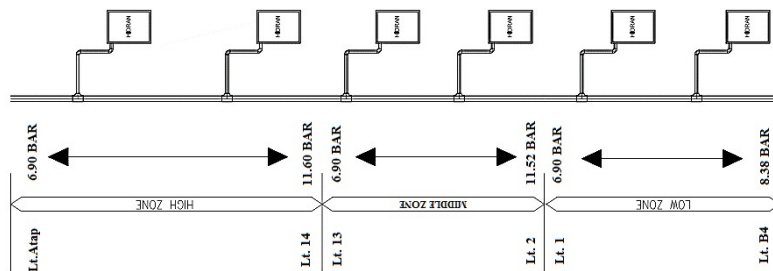 HIDRAN HIDRAN HIDRAN HIDRAN HIDRAN HIDRAN
6.90 BAR 11.60 BAR 6.90 BAR 11.52 BAR 6.90 BAR 8.38 BAR
HIGH ZONE MIDDLE ZONE LOW ZONE
Lt.Atap Lt. 14 Lt. 13 Lt. 2 Lt. 1 Lt. B4